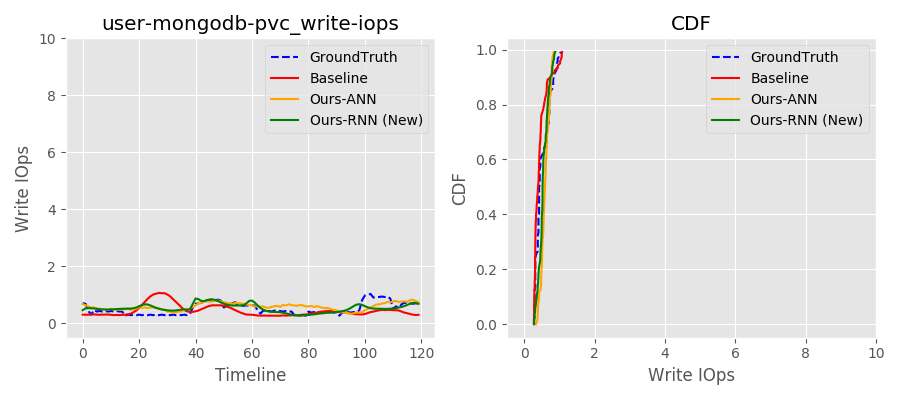 user-mongodb-pvc_write-iops
Write IOps
10
8
6
4
2
0
0 20 40 60 80 100 120
Timeline
GroundTruth
Baseline
Ours-ANN
Ours-RNN (New)
CDF
CDF
1.0
0.8
0.6
0.4
0.2
0.0
0 2 4 6 8 10
Write IOps
GroundTruth
Baseline
Ours-ANN
Ours-RNN (New)